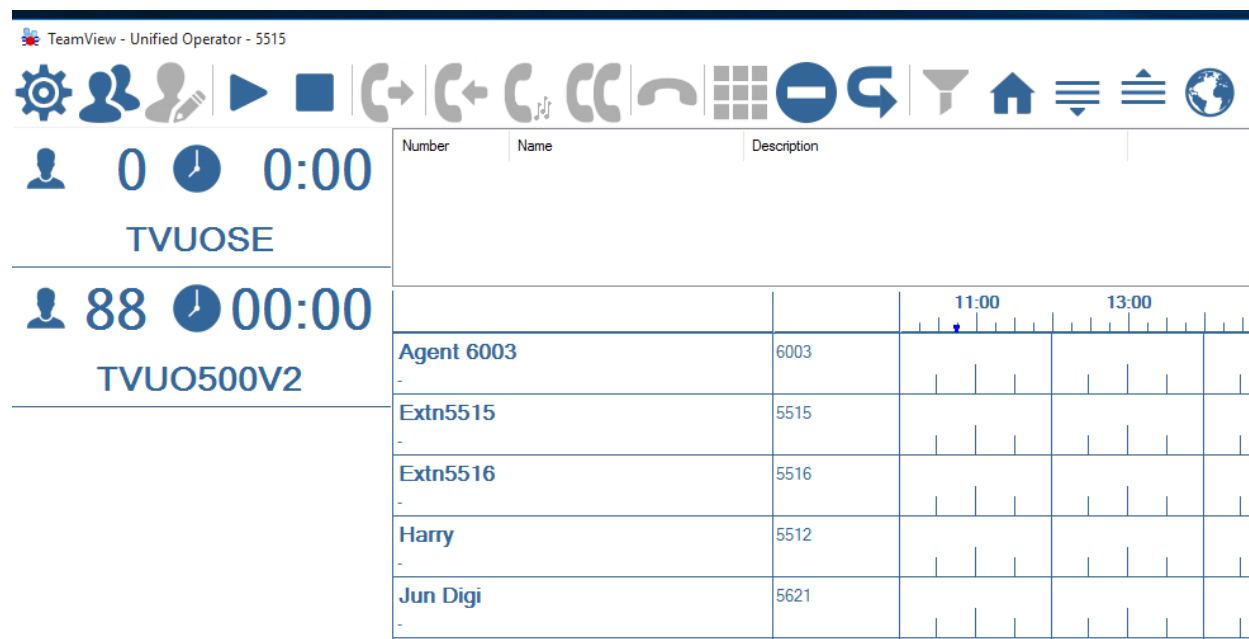 TeamView - Unified Operator - 5515
0 0:00
TVUOSE
88 00:00
TVUO500V2
Number Name Description
11:00 13:00
Agent 6003 6003
-
Extn5515 5515
-
Extn5516 5516
-
Harry 5512
-
Jun Digi 5621
-